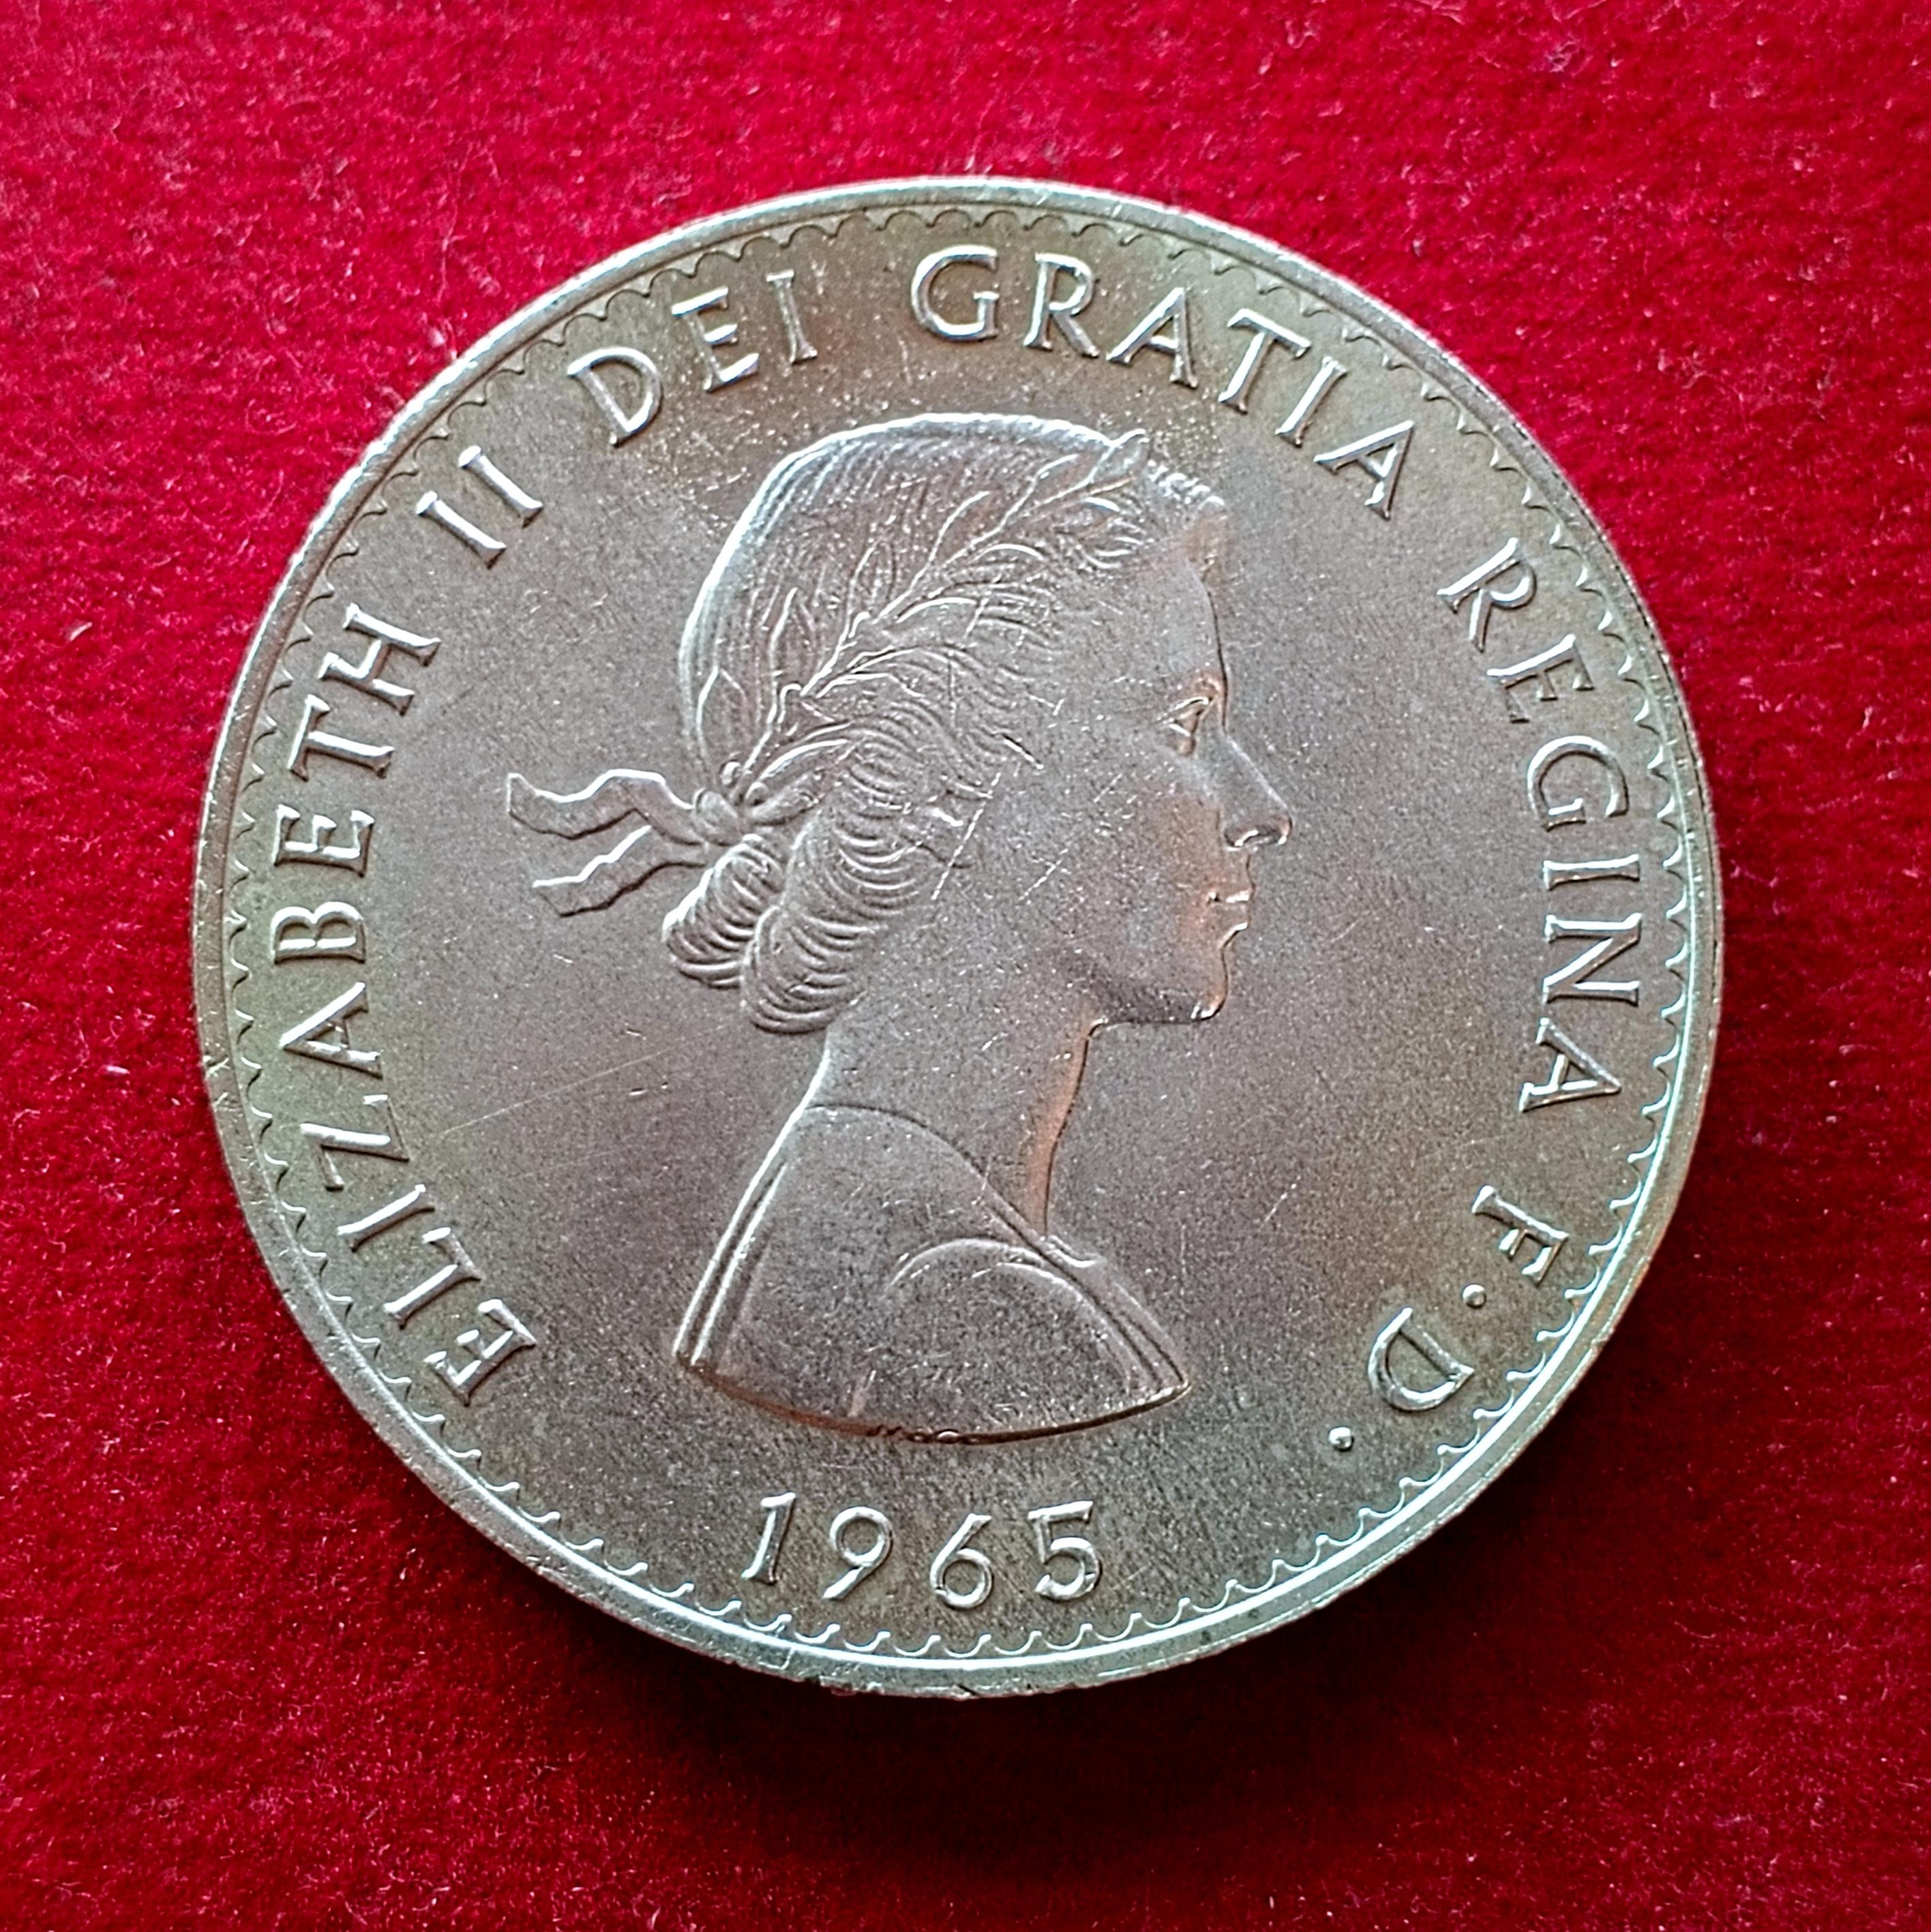 ELIZABETH II DEI GRATIA REGINA F·D·
1965